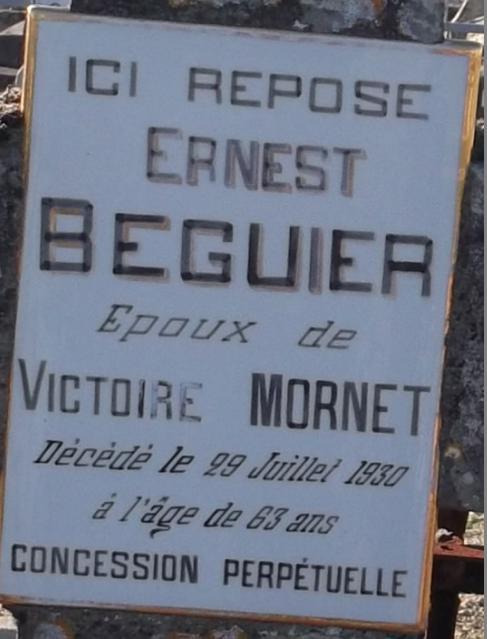 ICI REPOSE
ERNEST
BEGUIER
Epoux de
VICTOIRE MORNET
Décédé le 29 Juillet 1930
à l'âge de 63 ans
CONCESSION PERPÉTUELLE